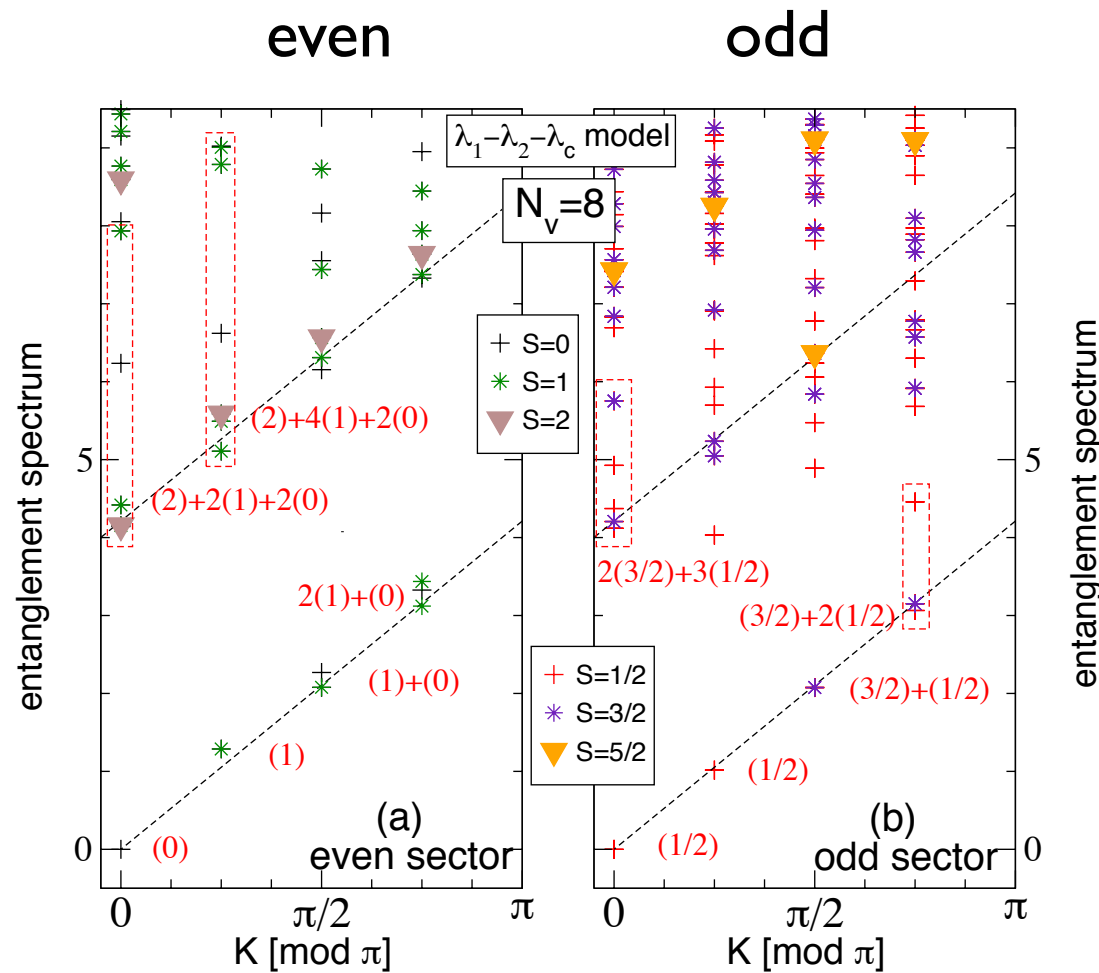 even
odd
λ1−λ2−λc model
Nv=8
S=0
S=1
S=2
(2)+4(1)+2(0)
(2)+2(1)+2(0)
2(1)+(0)
(1)+(0)
(1)
(0)
(a)
even sector
entanglement spectrum
5
0
0
π/2
π
K [mod π]
2(3/2)+3(1/2)
(3/2)+2(1/2)
(3/2)+(1/2)
(1/2)
(1/2)
S=1/2
S=3/2
S=5/2
(b)
odd sector
entanglement spectrum
5
0
0
π/2
π
K [mod π]